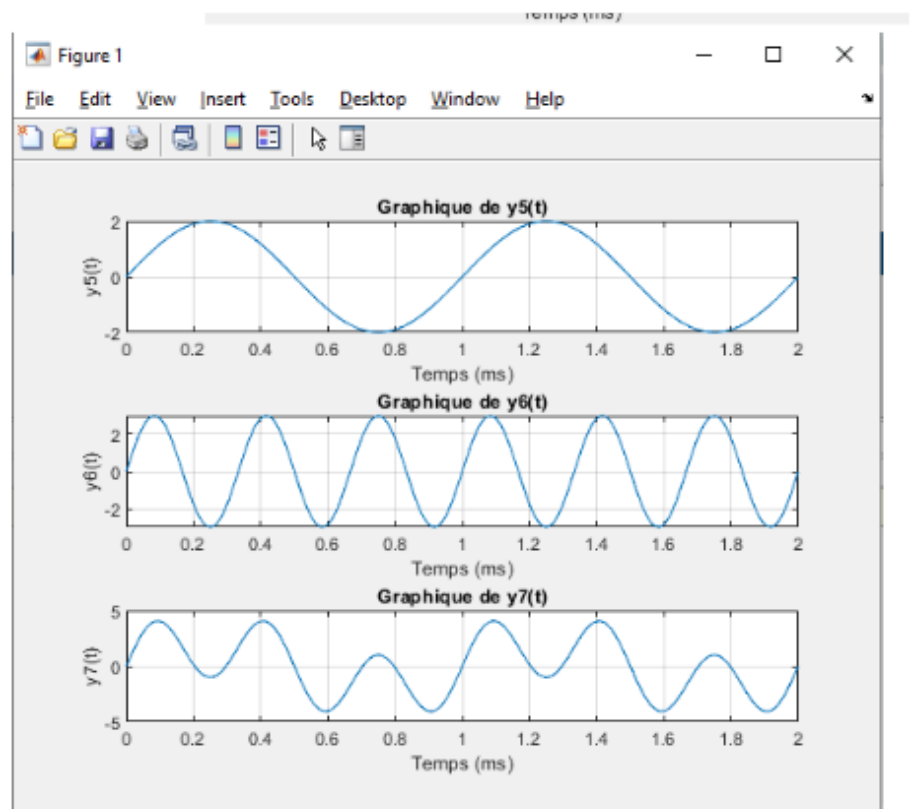 Temps (ms)
Figure 1
File Edit View Insert Tools Desktop Window Help
Graphique de y5(t)
2
0
-2
y5(t)
0 0.2 0.4 0.6 0.8 1 1.2 1.4 1.6 1.8 2
Temps (ms)
Graphique de y6(t)
2
0
-2
y6(t)
0 0.2 0.4 0.6 0.8 1 1.2 1.4 1.6 1.8 2
Temps (ms)
Graphique de y7(t)
5
0
-5
y7(t)
0 0.2 0.4 0.6 0.8 1 1.2 1.4 1.6 1.8 2
Temps (ms)